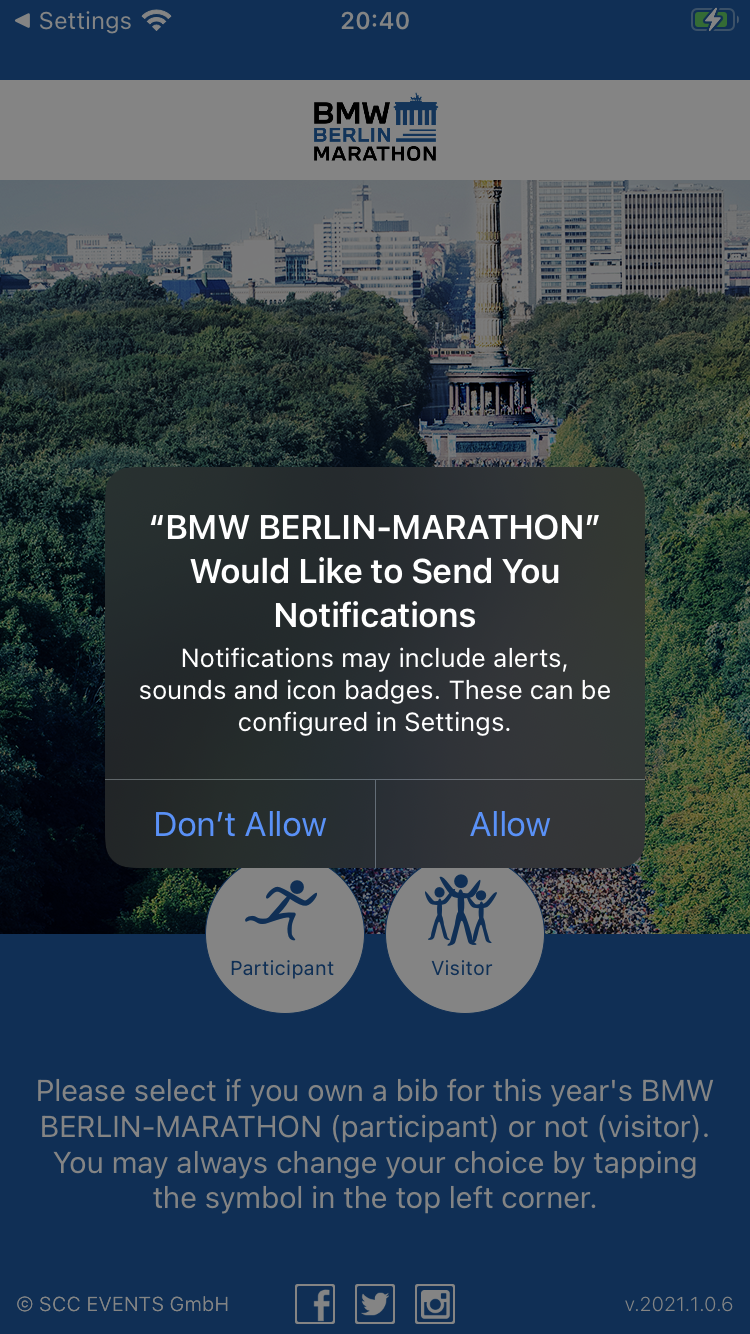 Settings
20:40
BMW
BERLIN
MARATHON
“BMW BERLIN-MARATHON”
Would Like to Send You
Notifications
Notifications may include alerts,
sounds and icon badges. These can be
configured in Settings.
Don’t Allow
Allow
Participant
Visitor
Please select if you own a bib for this year's BMW
BERLIN-MARATHON (participant) or not (visitor).
You may always change your choice by tapping
the symbol in the top left corner.
© SCC EVENTS GmbH
v.2021.1.0.6